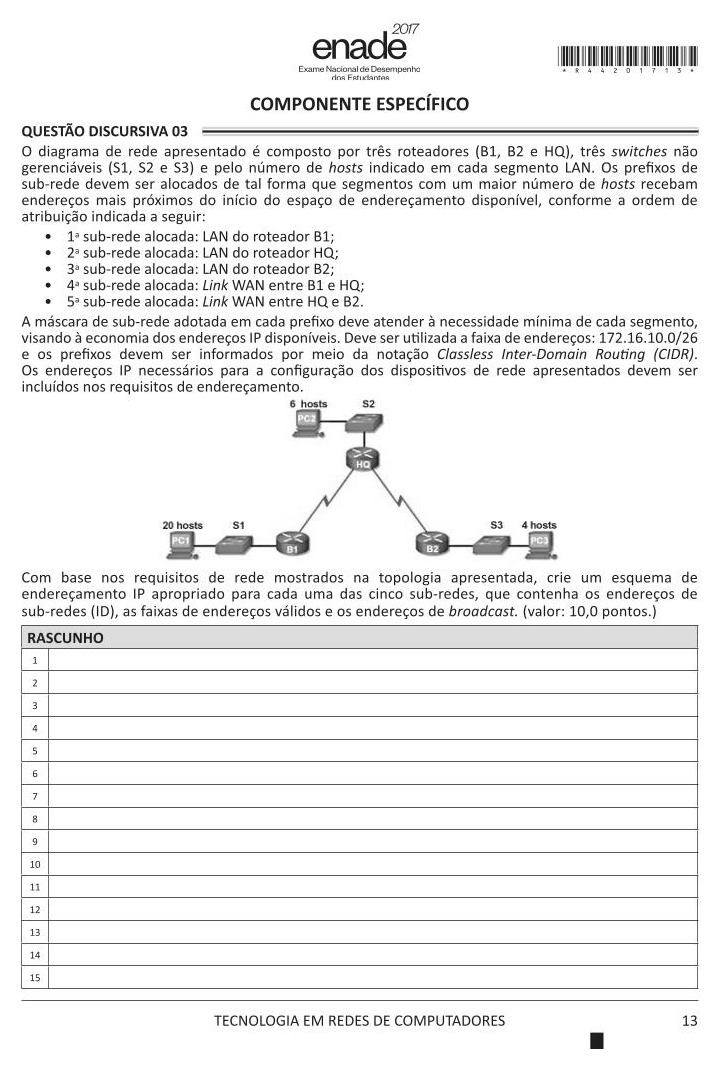 2017
enade
Exame Nacional de Desempenho
dos Estudantes
*R4420171 3*
COMPONENTE ESPECÍFICO
QUESTÃO DISCURSIVA 03
O diagrama de rede apresentado é composto por três roteadores (B1, B2 e HQ), três switches não
gerenciáveis (S1, S2 e S3) e pelo número de hosts indicado em cada segmento LAN. Os prefixos de
sub-rede devem ser alocados de tal forma que segmentos com um maior número de hosts recebam
endereços mais próximos do início do espaço de endereçamento disponível, conforme a ordem de
atribuição indicada a seguir:
• 1ª sub-rede alocada: LAN do roteador B1;
• 2ª sub-rede alocada: LAN do roteador HQ;
• 3ª sub-rede alocada: LAN do roteador B2;
• 4ª sub-rede alocada: Link WAN entre B1 e HQ;
• 5ª sub-rede alocada: Link WAN entre HQ e B2.
A máscara de sub-rede adotada em cada prefixo deve atender à necessidade mínima de cada segmento,
visando à economia dos endereços IP disponíveis. Deve ser utilizada a faixa de endereços: 172.16.10.0/26
e os prefixos devem ser informados por meio da notação Classless Inter-Domain Routing (CIDR).
Os endereços IP necessários para a configuração dos dispositivos de rede apresentados devem ser
incluídos nos requisitos de endereçamento.
6 hosts S2
PC2
HQ
20 hosts S1 S3 4 hosts
PC1 B1 B2 PC3
Com base nos requisitos de rede mostrados na topologia apresentada, crie um esquema de
endereçamento IP apropriado para cada uma das cinco sub-redes, que contenha os endereços de
sub-redes (ID), as faixas de endereços válidos e os endereços de broadcast. (valor: 10,0 pontos.)
RASCUNHO
1
2
3
4
5
6
7
8
9
10
11
12
13
14
15
TECNOLOGIA EM REDES DE COMPUTADORES 13